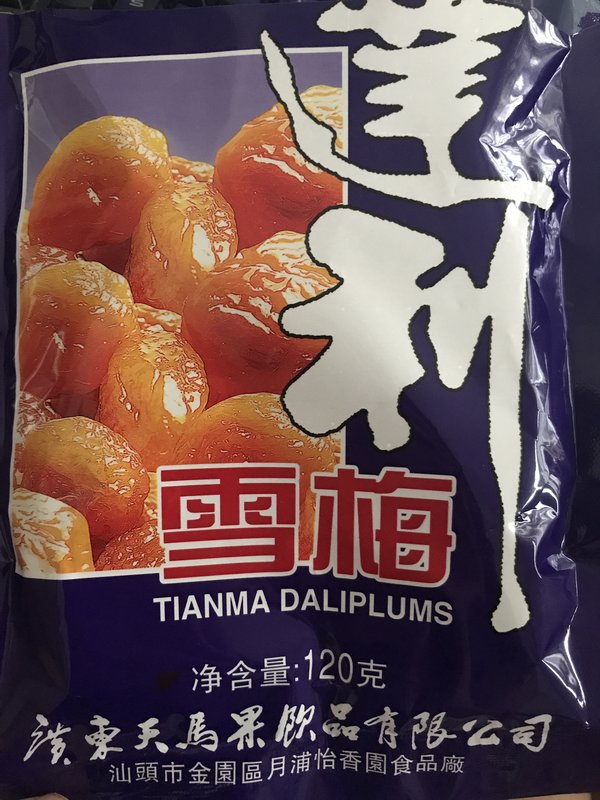 達利
雪梅
TIANMA DALIPLUMS
净含量:120克
廣東天馬果飲品有限公司
汕頭市金園區月浦怡香園食品廠